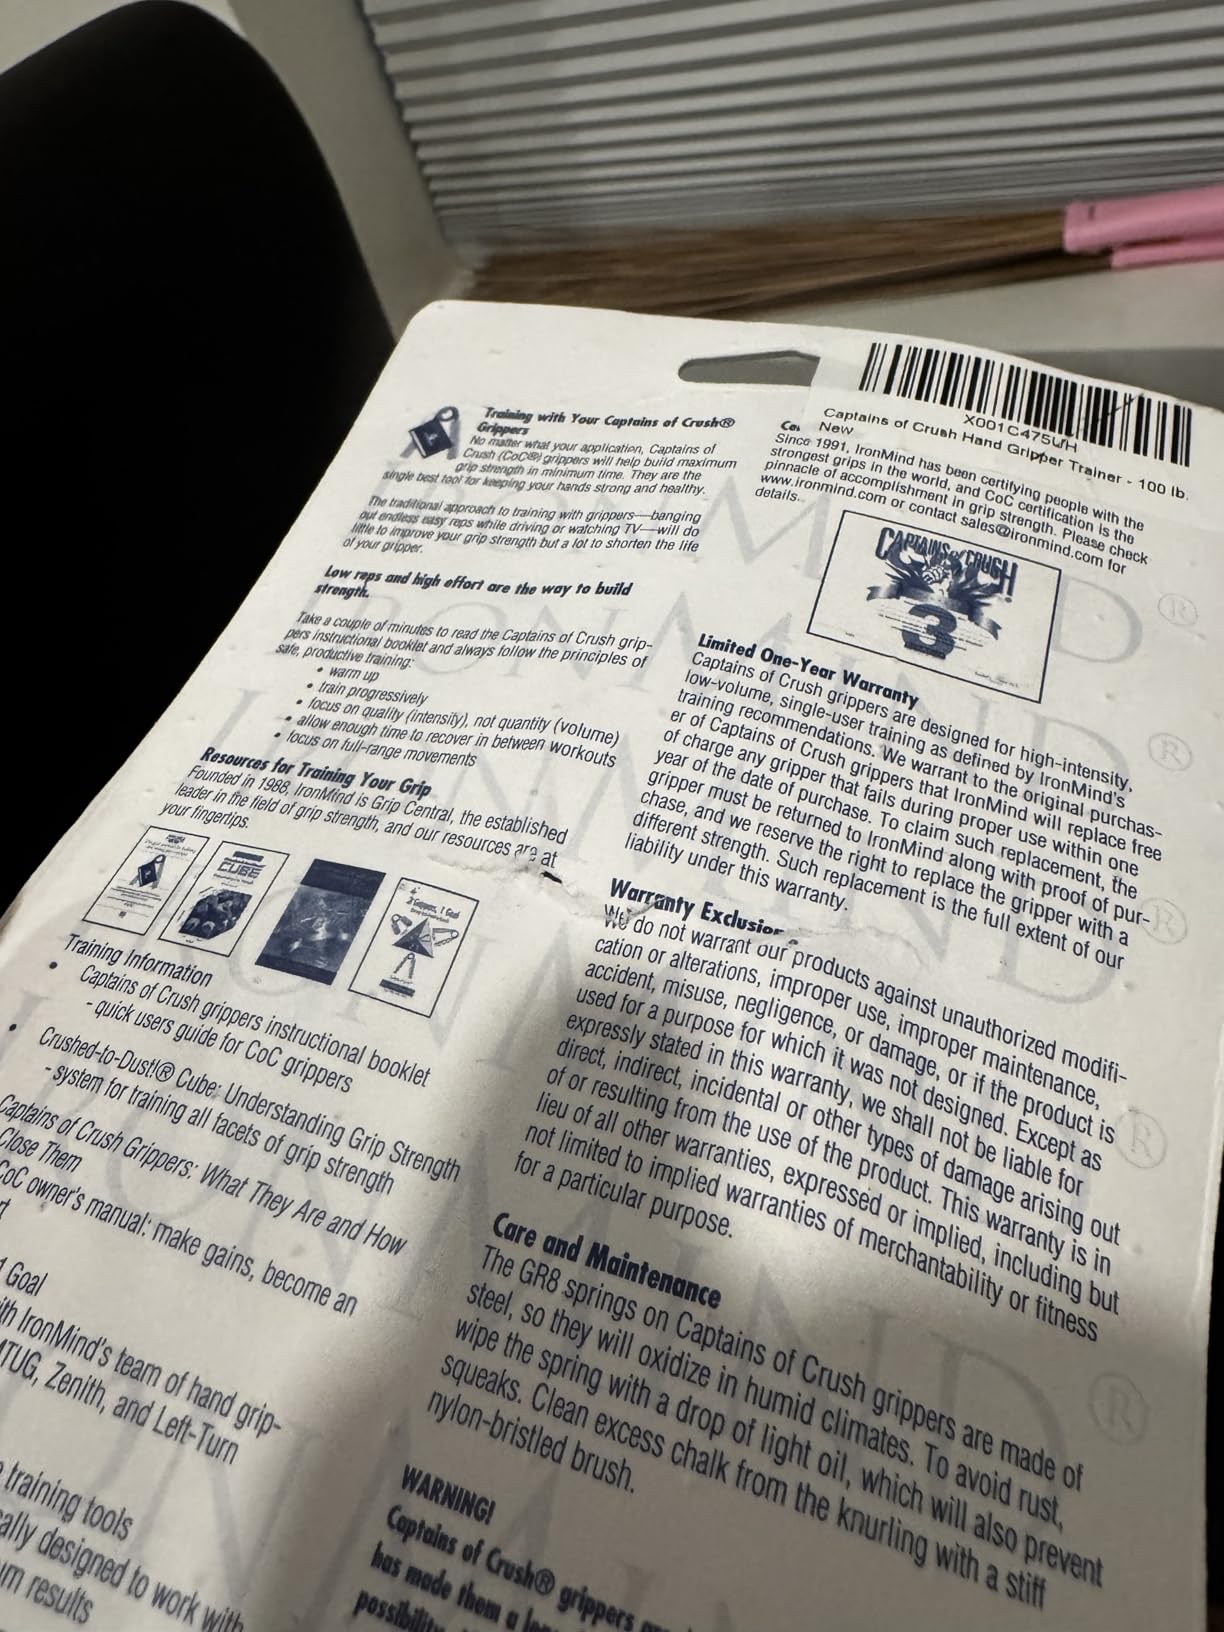 Training with Your Captains of Crush®
Grippers
No matter what your application, Captains of
Crush (CoC®) grippers will help build maximum
grip strength in minimum time. They are the
single best tool for keeping your hands strong and healthy.
The traditional approach to training with grippers—banging
out endless easy reps while driving or watching TV—will do
little to improve your grip strength but a lot to shorten the life
of your gripper.
Low reps and high effort are the way to build
strength.
Take a couple of minutes to read the Captains of Crush grip-
pers instructional booklet and always follow the principles of
safe, productive training:
• warm up
• train progressively
• focus on quality (intensity), not quantity (volume)
• allow enough time to recover in between workouts
• focus on full-range movements
Resources for Training Your Grip
Founded in 1988, IronMind is Grip Central, the established
leader in the field of grip strength, and our resources are at
your fingertips.
CUBE
Training Information
• Captains of Crush grippers instructional booklet
- quick users guide for CoC grippers
• Crushed-to-Dust!® Cube: Understanding Grip Strength
- system for training all facets of grip strength
Captains of Crush Grippers: What They Are and How
Close Them
CoC owner's manual: make gains, become an
Goal
IronMind's team of hand grip-
Zenith, and Left-Turn
training tools
designed to work with
results
X001C475WH
Captains of Crush Hand Gripper Trainer - 100 lb.
New
Since 1991, IronMind has been certifying people with the
strongest grips in the world, and CoC certification is the
pinnacle of accomplishment in grip strength. Please check
www.ironmind.com or contact sales@ironmind.com for
details.
CAPTAINS of CRUSH
3
Limited One-Year Warranty
Captains of Crush grippers are designed for high-intensity,
low-volume, single-user training as defined by IronMind's
training recommendations. We warrant to the original purchas-
er of Captains of Crush grippers that IronMind will replace free
of charge any gripper that fails during proper use within one
year of the date of purchase. To claim such replacement, the
gripper must be returned to IronMind along with proof of pur-
chase, and we reserve the right to replace the gripper with a
different strength. Such replacement is the full extent of our
liability under this warranty.
Warranty Exclusions
We do not warrant our products against unauthorized modifi-
cation or alterations, improper use, improper maintenance,
accident, misuse, negligence, or damage, or if the product is
used for a purpose for which it was not designed. Except as
expressly stated in this warranty, we shall not be liable for
direct, indirect, incidental or other types of damage arising out
of or resulting from the use of the product. This warranty is in
lieu of all other warranties, expressed or implied, including but
not limited to implied warranties of merchantability or fitness
for a particular purpose.
Care and Maintenance
The GR8 springs on Captains of Crush grippers are made of
steel, so they will oxidize in humid climates. To avoid rust,
wipe the spring with a drop of light oil, which will also prevent
squeaks. Clean excess chalk from the knurling with a stiff
nylon-bristled brush.
WARNING!
Captains of Crush® grippers
has made them a
possibility